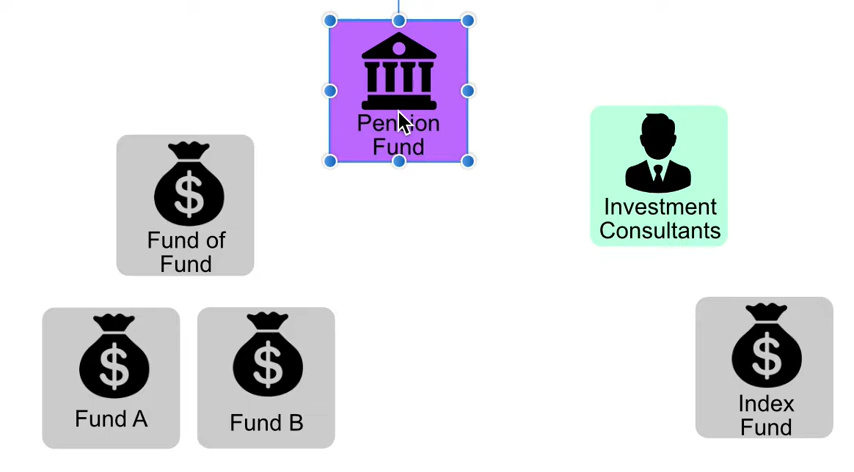 Pension
Fund
Fund of
Fund
Investment
Consultants
$
$
$
$
Fund A
Fund B
Index
Fund